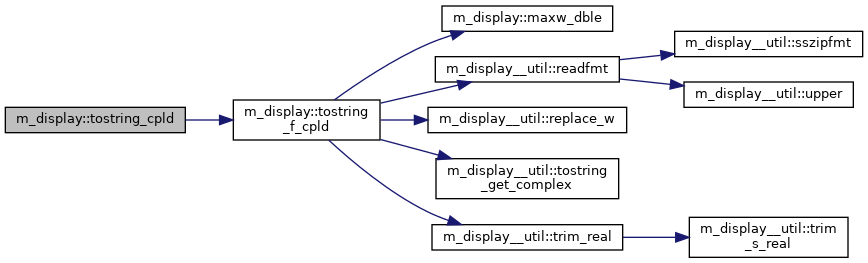 m_display::tostring_cpld
m_display::tostring
_f_cpld
m_display::maxw_dble
m_display__util::readfmt
m_display__util::sszipfmt
m_display__util::upper
m_display__util::replace_w
m_display__util::tostring
_get_complex
m_display__util::trim_real
m_display__util::trim
_s_real